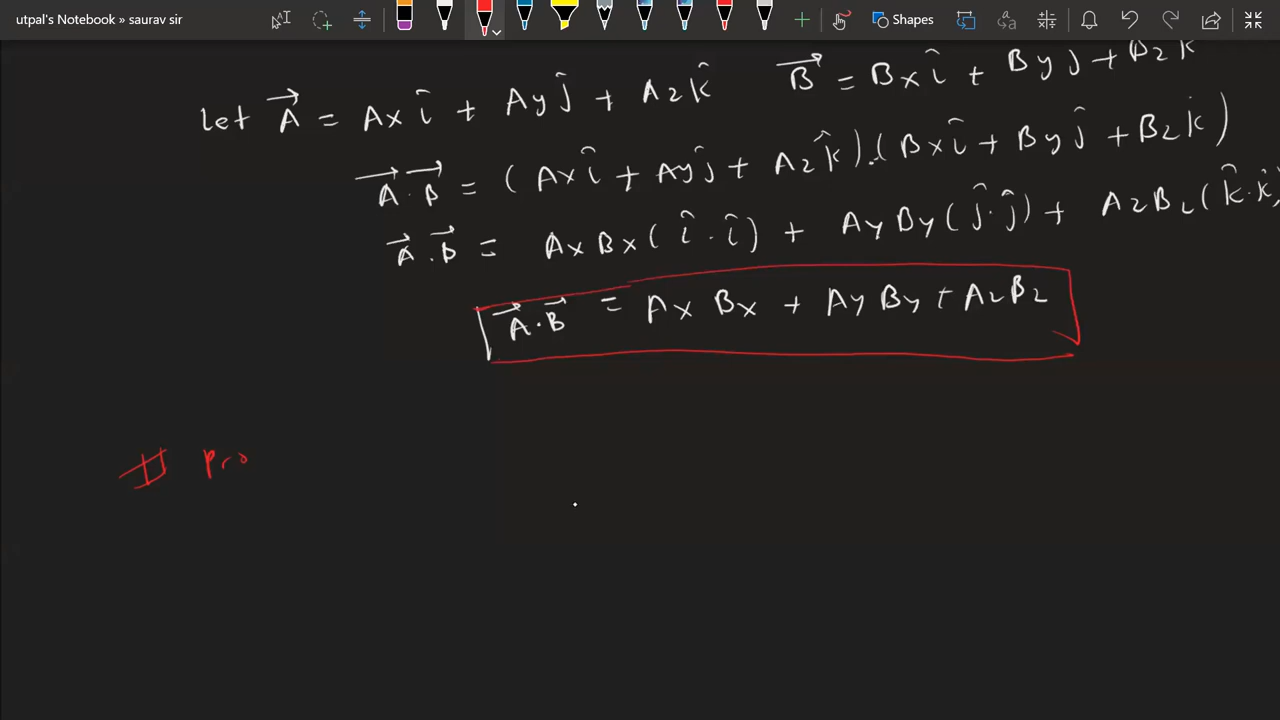 utpal's Notebook » saurav sir
Shapes
Let A⃗ = Ax î + Ay ĵ + Az k̂ B⃗ = Bx î + By ĵ + Bz k̂
A⃗ · B⃗ = (Ax î + Ay ĵ + Az k̂) · (Bx î + By ĵ + Bz k̂)
A⃗ · B⃗ = Ax Bx (î · î) + Ay By (ĵ · ĵ) + Az Bz (k̂ · k̂)
A⃗ · B⃗ = Ax Bx + Ay By + Az Bz
# Pro